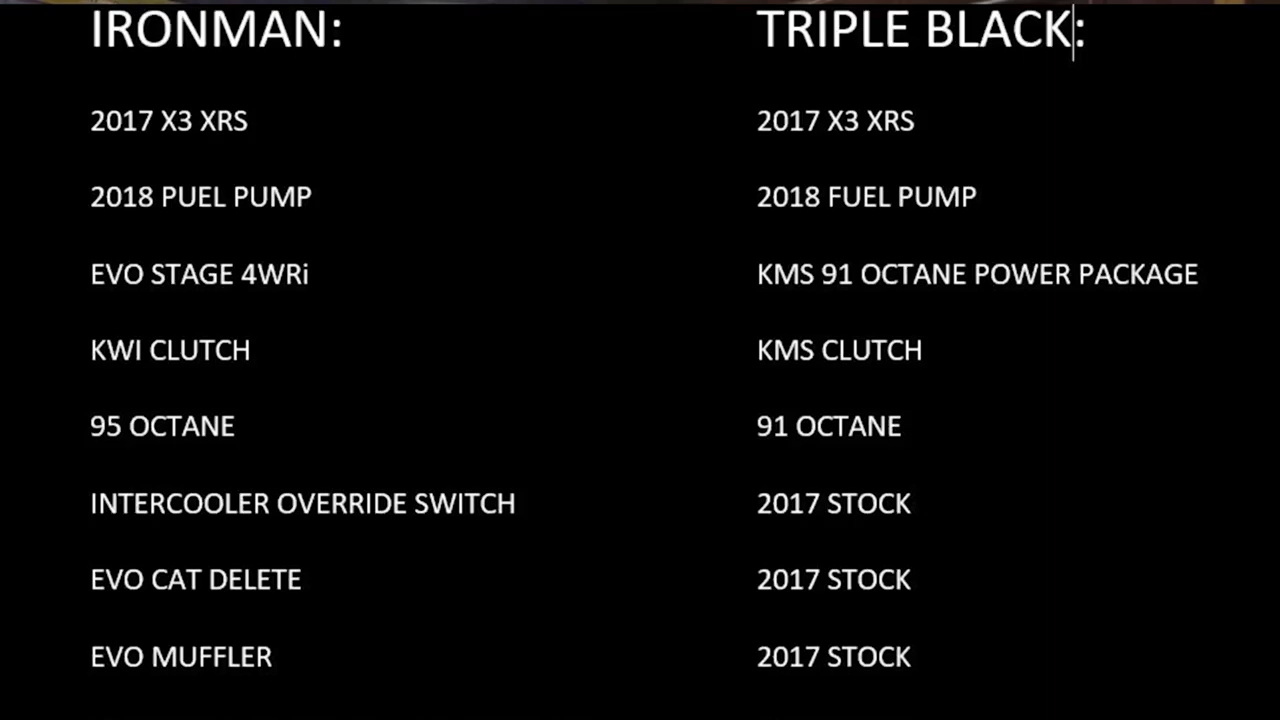 IRONMAN:
2017 X3 XRS
2018 PUEL PUMP
EVO STAGE 4WRi
KWI CLUTCH
95 OCTANE
INTERCOOLER OVERRIDE SWITCH
EVO CAT DELETE
EVO MUFFLER
TRIPLE BLACK:
2017 X3 XRS
2018 FUEL PUMP
KMS 91 OCTANE POWER PACKAGE
KMS CLUTCH
91 OCTANE
2017 STOCK
2017 STOCK
2017 STOCK